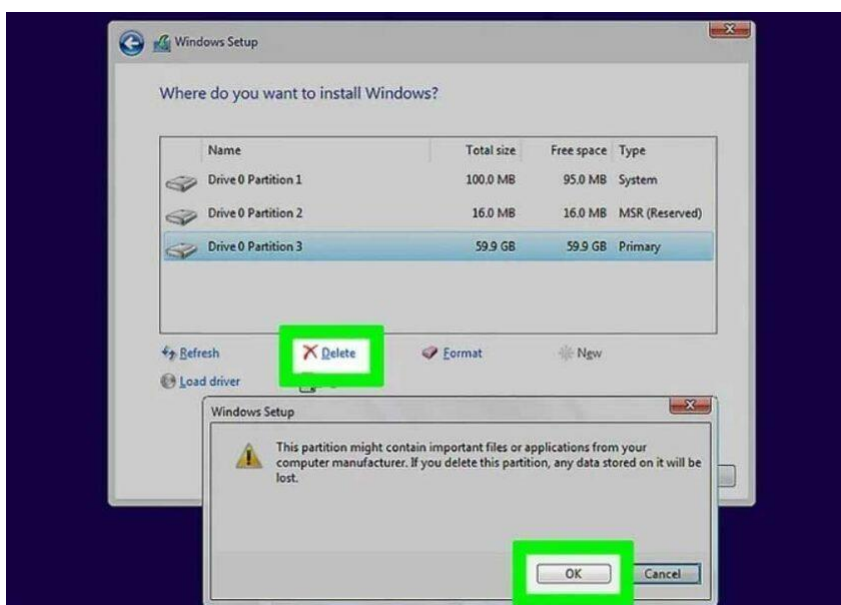 Windows Setup
Where do you want to install Windows?
Name Total size Free space Type
Drive 0 Partition 1 100.0 MB 95.0 MB System
Drive 0 Partition 2 16.0 MB 16.0 MB MSR (Reserved)
Drive 0 Partition 3 59.9 GB 59.9 GB Primary
Refresh Delete Format New
Load driver
Windows Setup
This partition might contain important files or applications from your
computer manufacturer. If you delete this partition, any data stored on it will be
lost.
OK Cancel